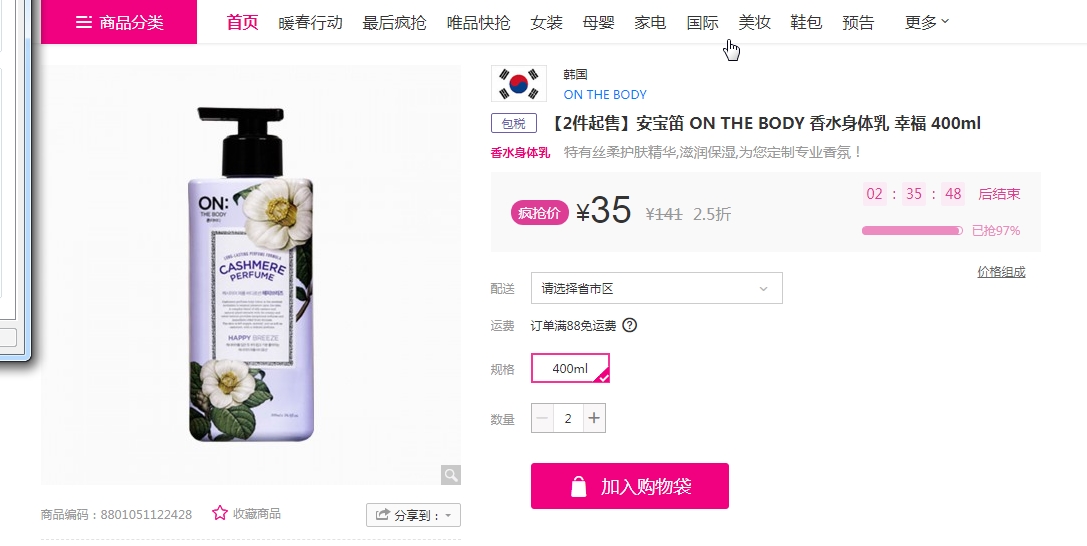 商品分类 首页 暖春行动 最后疯抢 唯品快抢 女装 母婴 家电 国际 美妆 鞋包 预告 更多
韩国
ON THE BODY
包税 【2件起售】安宝笛 ON THE BODY 香水身体乳 幸福 400ml
香水身体乳 特有丝柔护肤精华,滋润保湿,为您定制专业香氛！
疯抢价 ¥35 ¥141 2.5折
02 : 35 : 48 后结束
已抢97%
价格组成
配送 请选择省市区
运费 订单满88免运费 ?
规格 400ml
数量 － 2 +
加入购物袋
ON:
THE BODY
온더바디
LONG-LASTING PERFUME FORMULA
CASHMERE
PERFUME
HAPPY BREEZE
商品编码：8801051122428 收藏商品 分享到：